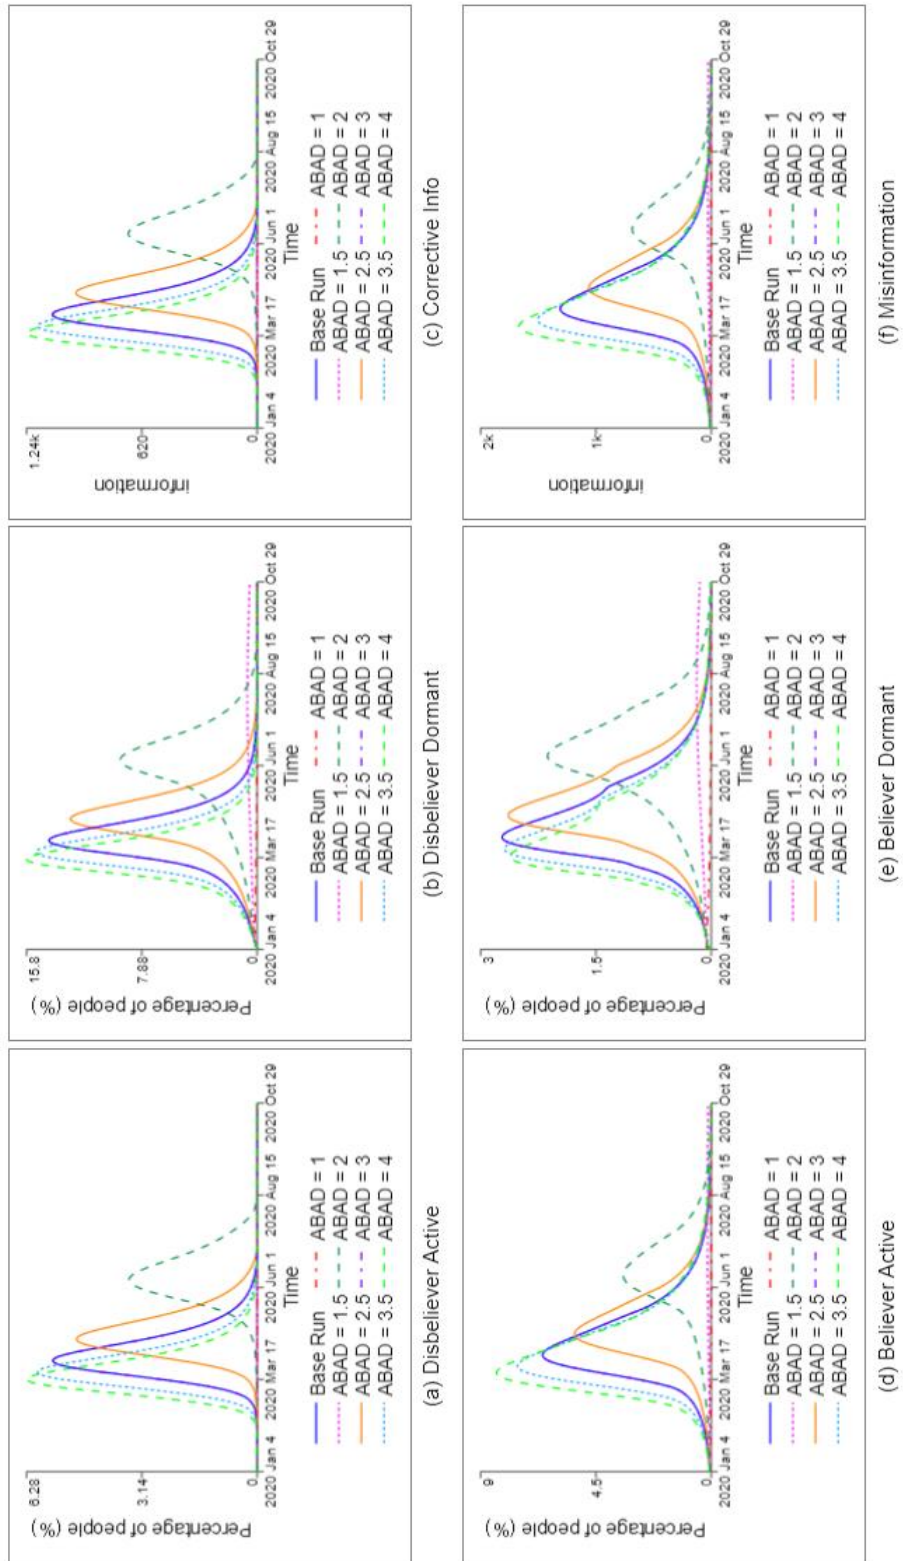 Percentage of people (%)
6.28
3.14
0
2020 Jan 4 2020 Mar 17 2020 Jun 1 2020 Aug 15 2020 Oct 29
Time
Base Run ABAD = 1
ABAD = 1.5 ABAD = 2
ABAD = 2.5 ABAD = 3
ABAD = 3.5 ABAD = 4
(a) Disbeliever Active
Percentage of people (%)
15.8
7.88
0
2020 Jan 4 2020 Mar 17 2020 Jun 1 2020 Aug 15 2020 Oct 29
Time
Base Run ABAD = 1
ABAD = 1.5 ABAD = 2
ABAD = 2.5 ABAD = 3
ABAD = 3.5 ABAD = 4
(b) Disbeliever Dormant
information
1.24k
620
0
2020 Jan 4 2020 Mar 17 2020 Jun 1 2020 Aug 15 2020 Oct 29
Time
Base Run ABAD = 1
ABAD = 1.5 ABAD = 2
ABAD = 2.5 ABAD = 3
ABAD = 3.5 ABAD = 4
(c) Corrective Info
Percentage of people (%)
9
4.5
0
2020 Jan 4 2020 Mar 17 2020 Jun 1 2020 Aug 15 2020 Oct 29
Time
Base Run ABAD = 1
ABAD = 1.5 ABAD = 2
ABAD = 2.5 ABAD = 3
ABAD = 3.5 ABAD = 4
(d) Believer Active
Percentage of people (%)
3
1.5
0
2020 Jan 4 2020 Mar 17 2020 Jun 1 2020 Aug 15 2020 Oct 29
Time
Base Run ABAD = 1
ABAD = 1.5 ABAD = 2
ABAD = 2.5 ABAD = 3
ABAD = 3.5 ABAD = 4
(e) Believer Dormant
information
2k
1k
0
2020 Jan 4 2020 Mar 17 2020 Jun 1 2020 Aug 15 2020 Oct 29
Time
Base Run ABAD = 1
ABAD = 1.5 ABAD = 2
ABAD = 2.5 ABAD = 3
ABAD = 3.5 ABAD = 4
(f) Misinformation